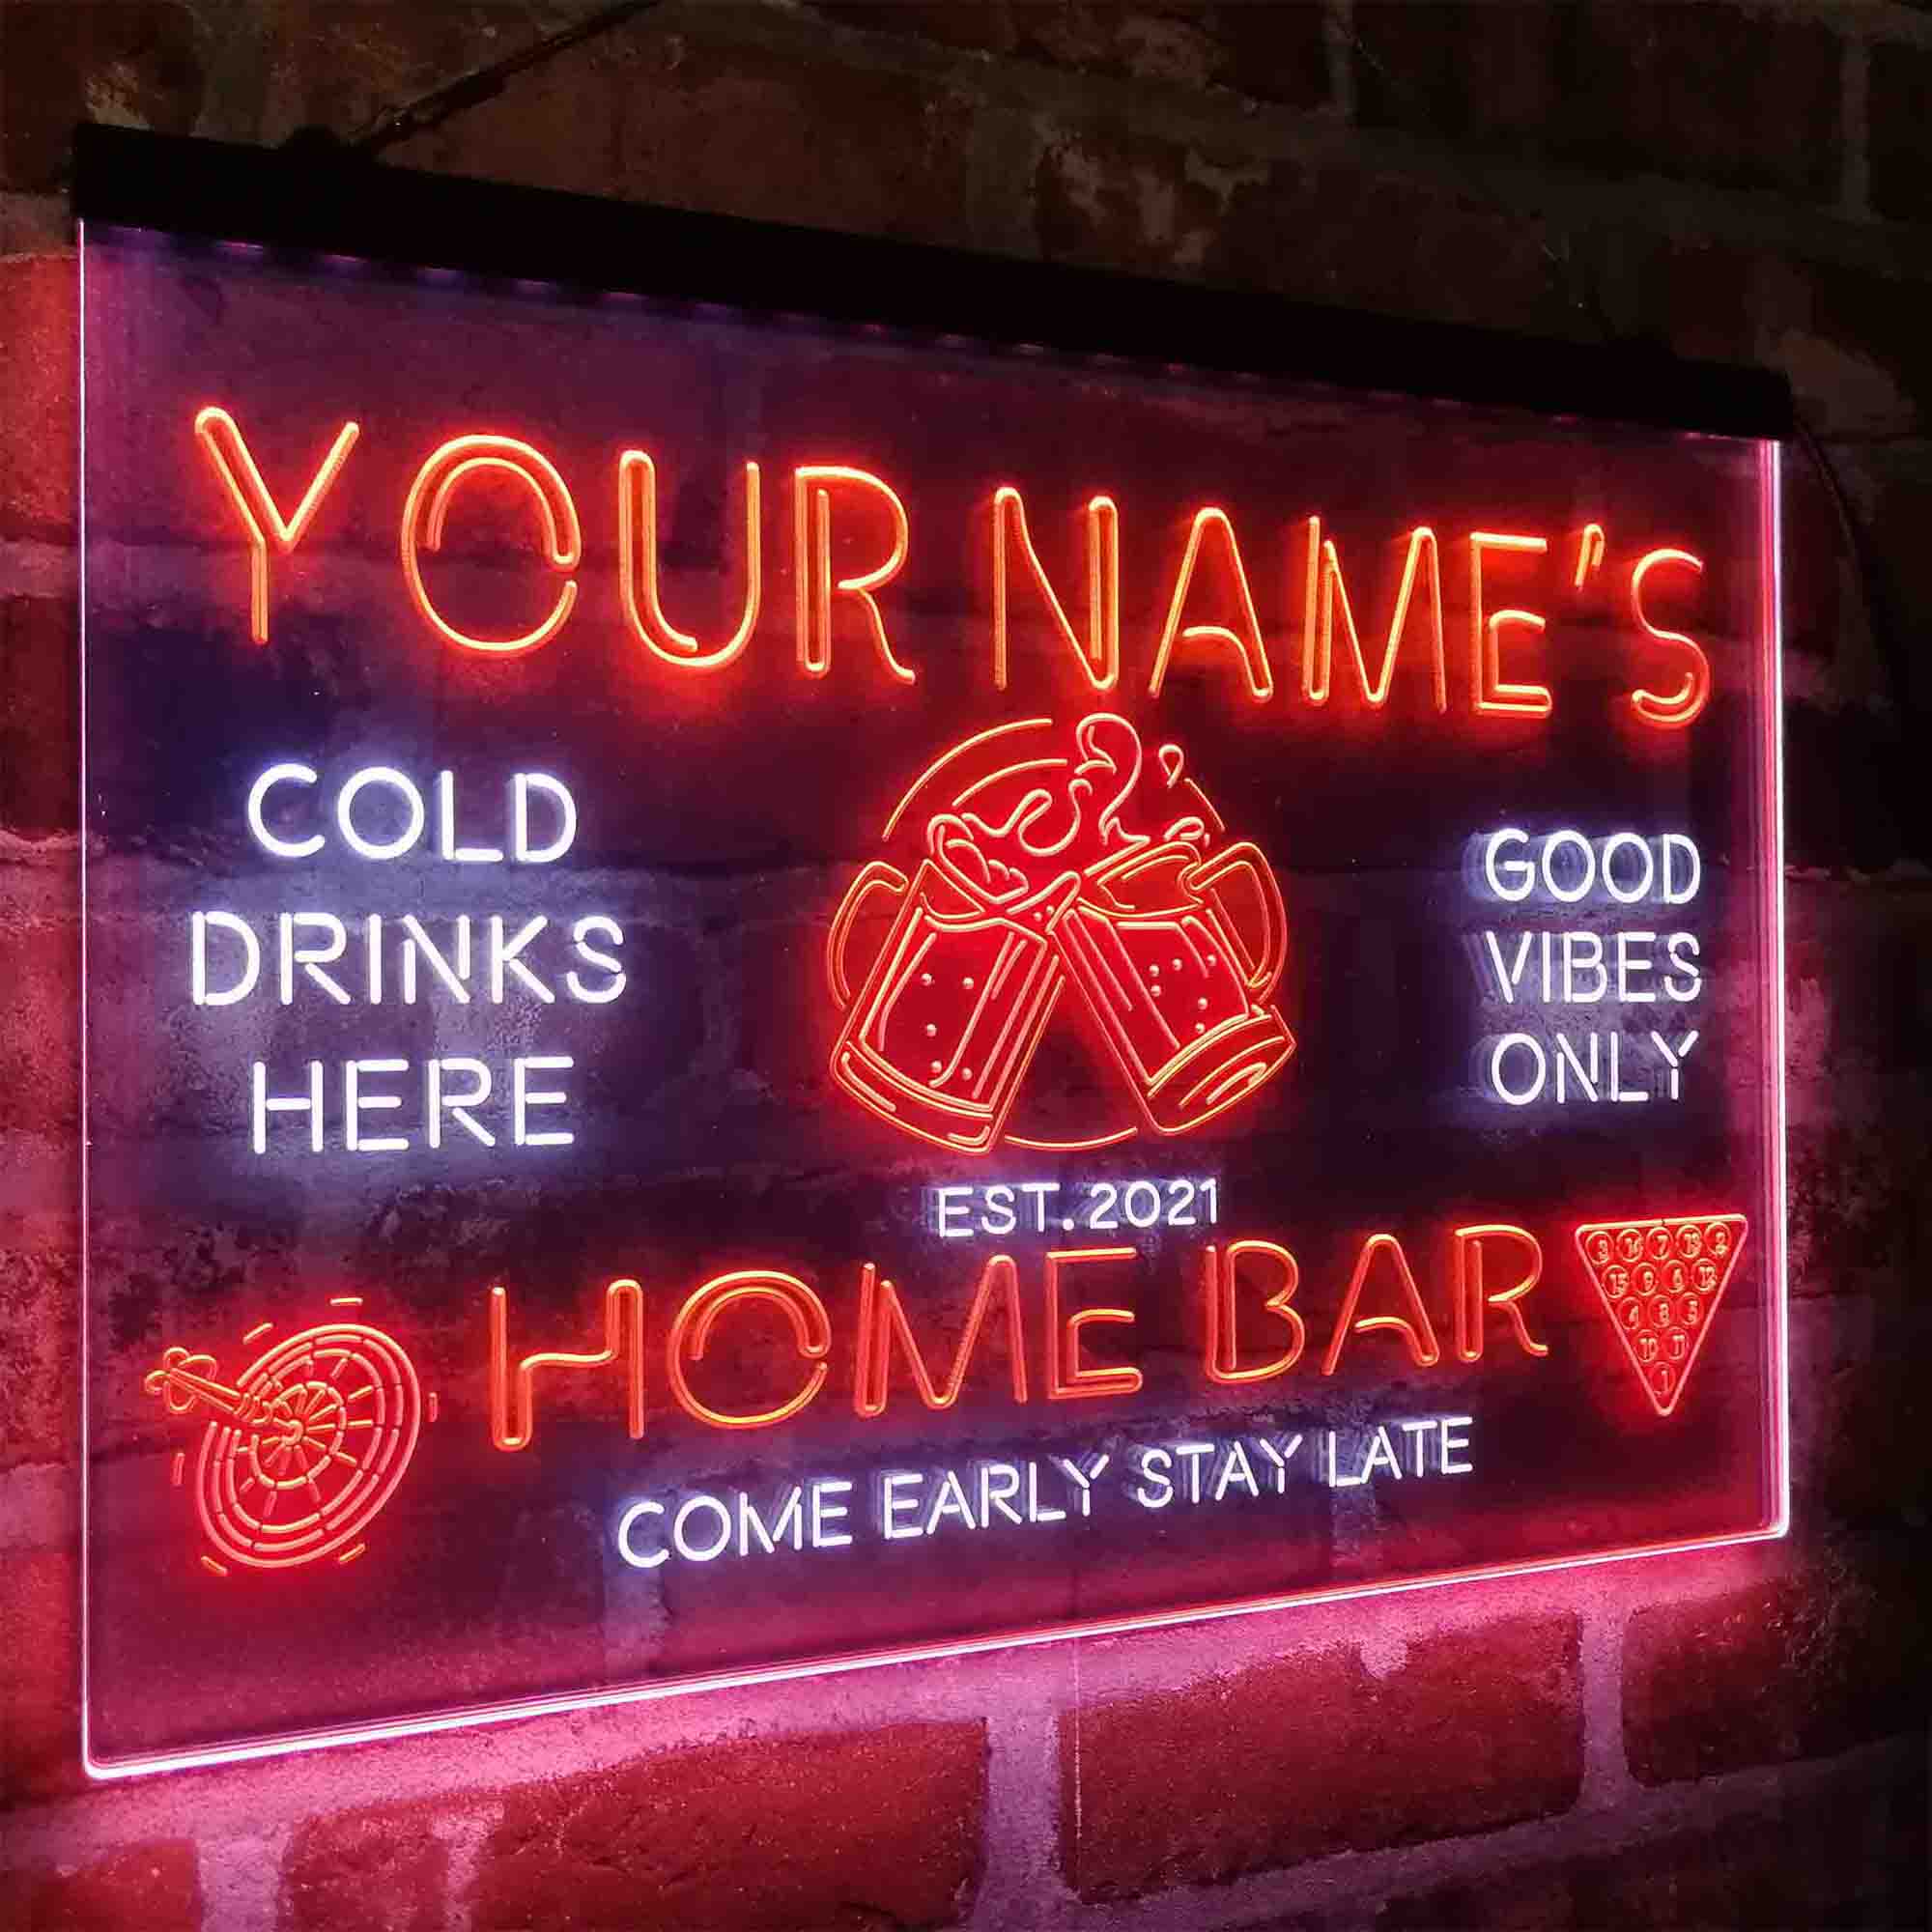 YOUR NAME'S
COLD
DRINKS
HERE
GOOD
VIBES
ONLY
EST.2021
HOME BAR
COME EARLY STAY LATE